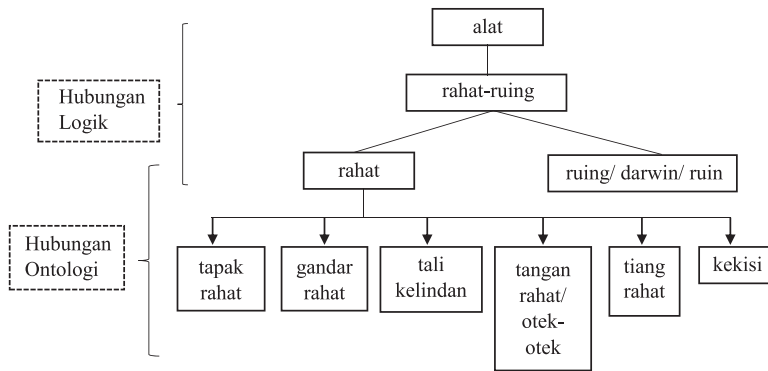 alat
rahat-ruing
Hubungan
Logik
rahat
ruing/ darwin/ ruin
Hubungan
Ontologi
tapak
rahat
gandar
rahat
tali
kelindan
tangan
rahat/
otek-
otek
tiang
rahat
kekisi